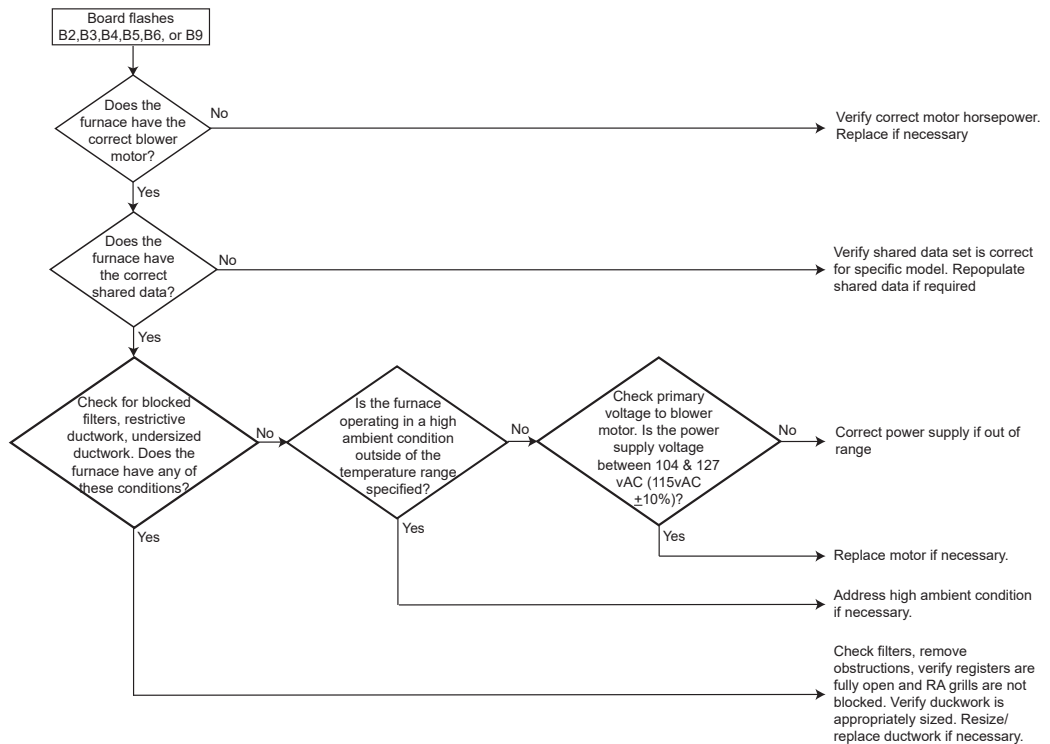 Board flashes
B2,B3,B4,B5,B6, or B9
Does the
furnace have the
correct blower
motor?
No
Verify correct motor horsepower.
Replace if necessary
Yes
Does the
furnace have
the correct
shared data?
No
Verify shared data set is correct
for specific model. Repopulate
shared data if required
Yes
Check for blocked
filters, restrictive
ductwork, undersized
ductwork. Does the
furnace have any of
these conditions?
No
Is the furnace
operating in a high
ambient condition
outside of the
temperature range
specified?
No
Check primary
voltage to blower
motor. Is the power
supply voltage
between 104 & 127
vAC (115vAC
±10%)?
No
Correct power supply if out of
range
Yes
Replace motor if necessary.
Yes
Address high ambient condition
if necessary.
Yes
Check filters, remove
obstructions, verify registers are
fully open and RA grills are not
blocked. Verify duckwork is
appropriately sized. Resize/
replace ductwork if necessary.